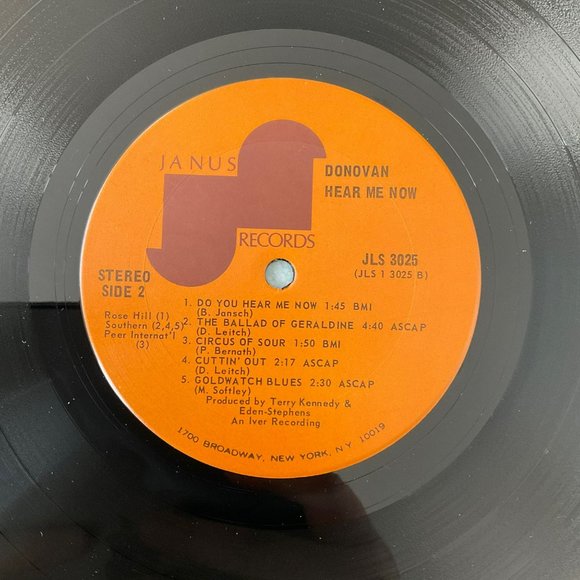 JANUS
RECORDS
DONOVAN
HEAR ME NOW
JLS 3025
(JLS 1 3025 B)
STEREO
SIDE 2
Rose Hill (1)
Southern (2,4,5)
Peer Internat'l
(3)
1. DO YOU HEAR ME NOW 1:45 BMI
(B. Jansch)
2. THE BALLAD OF GERALDINE 4:40 ASCAP
(D. Leitch)
3. CIRCUS OF SOUR 1:50 BMI
(P. Bernath)
4. CUTTIN' OUT 2:17 ASCAP
(D. Leitch)
5. GOLDWATCH BLUES 2:30 ASCAP
(M. Softley)
Produced by Terry Kennedy &
Eden-Stephens
An Iver Recording
1700 BROADWAY, NEW YORK, N.Y. 10019